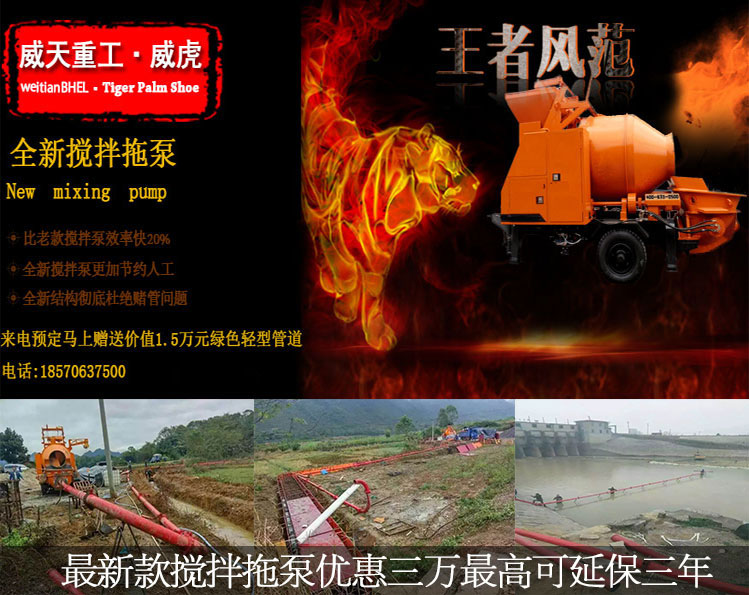 威天重工·威虎
weitianBHEL·Tiger Palm Shoe
王者风范
全新搅拌拖泵
New mixing pump
比老款搅拌泵效率快20%
全新搅拌泵更加节约人工
全新结构彻底杜绝赌管问题
来电预定马上赠送价值1.5万元绿色轻型管道
电话:18570637500
最新款搅拌拖泵优惠三万最高可延保三年